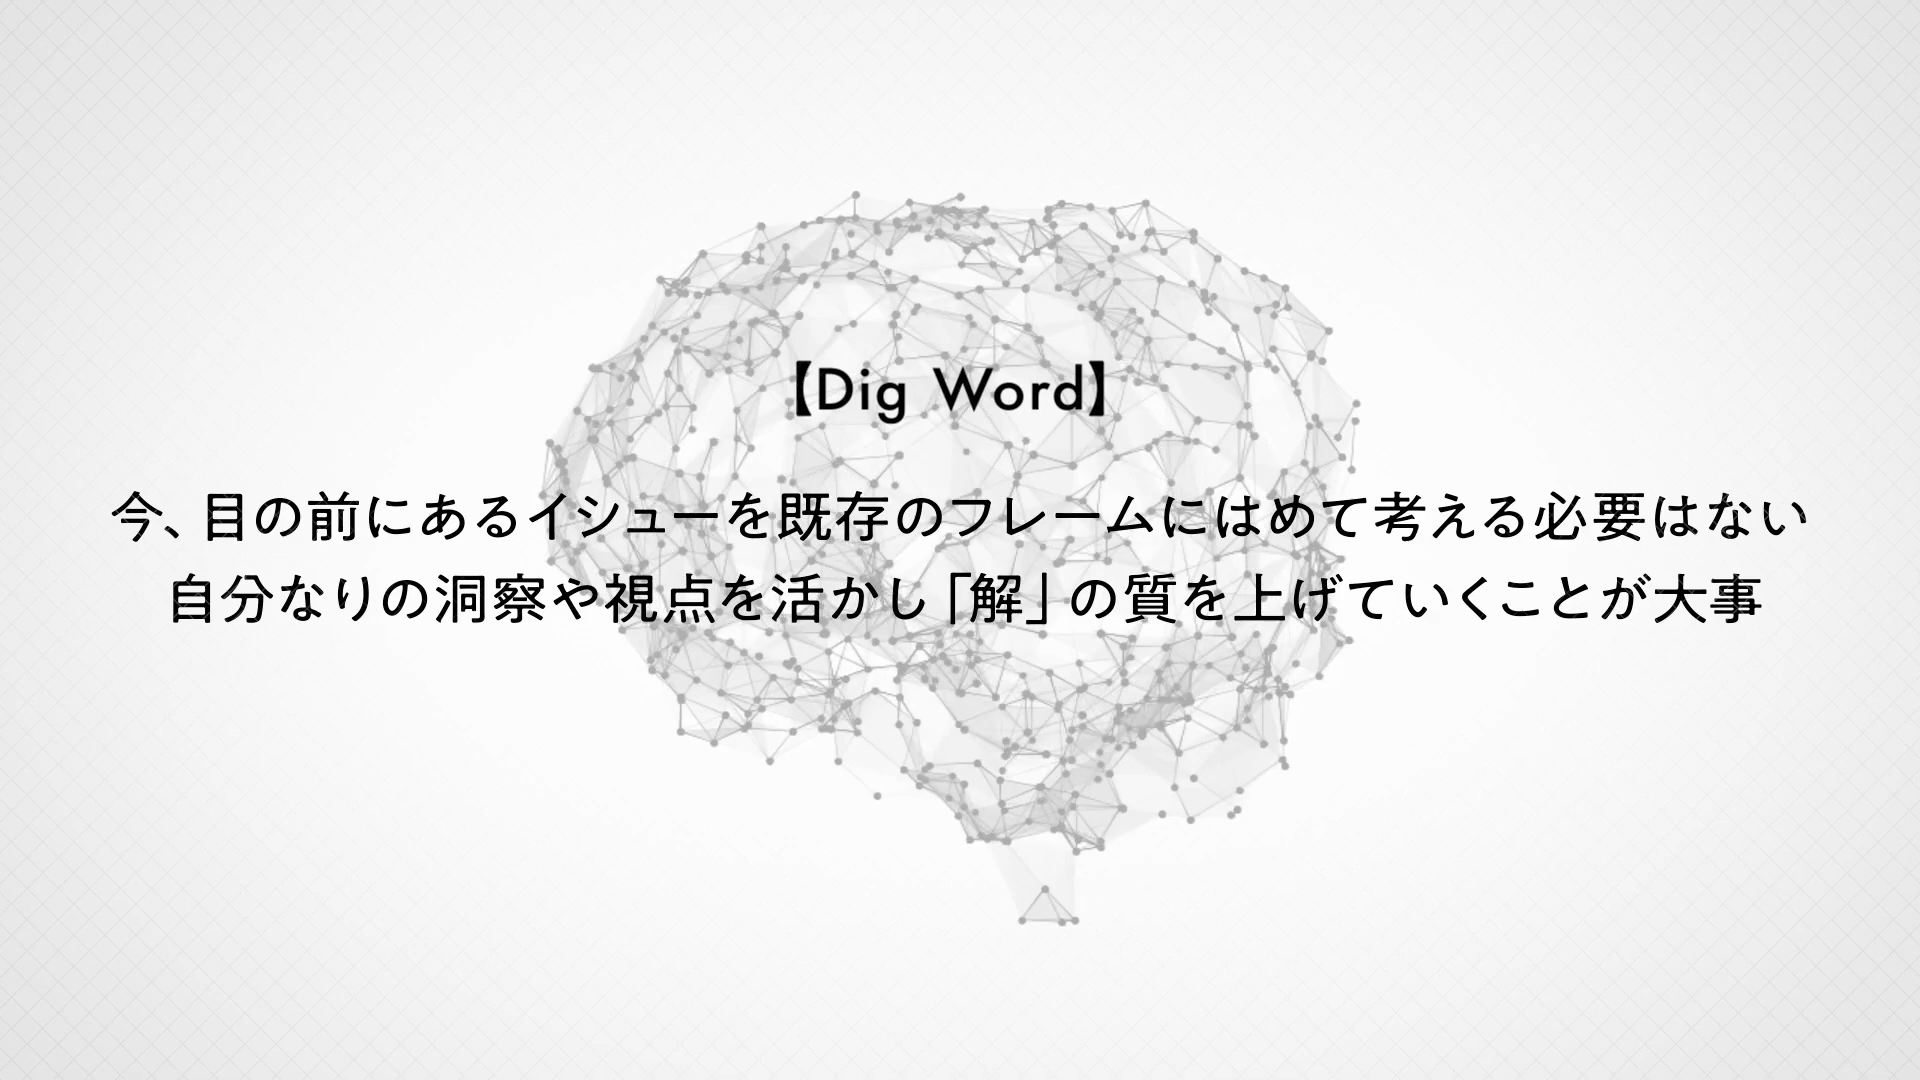 【Dig Word】
今、目の前にあるイシューを既存のフレームにはめて考える必要はない
自分なりの洞察や視点を活かし「解」の質を上げていくことが大事